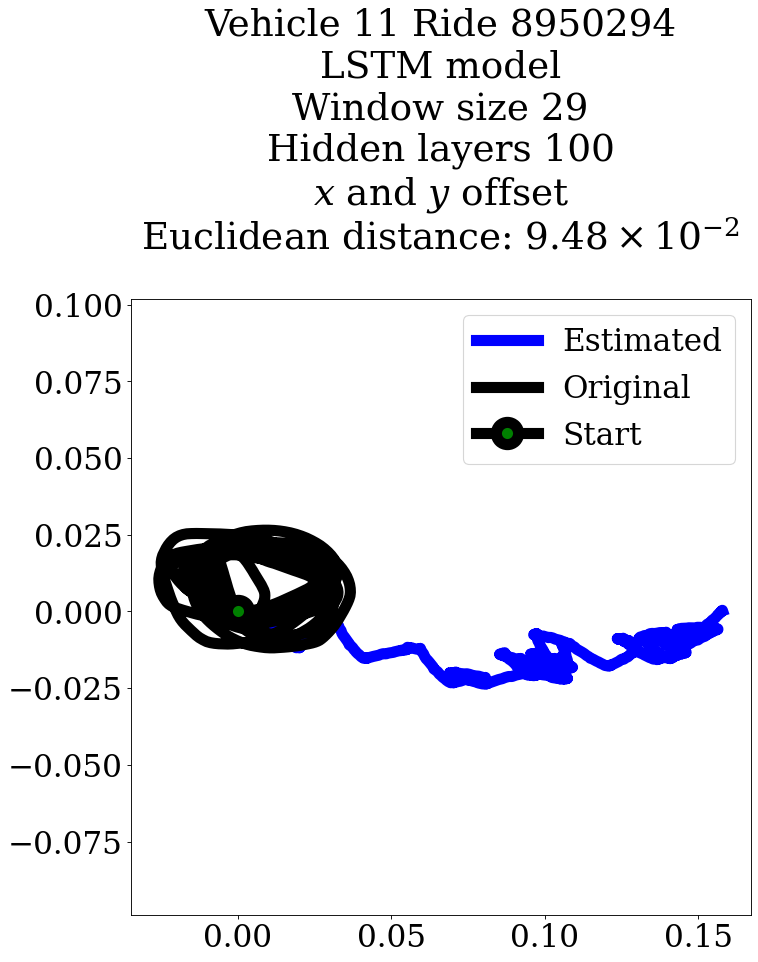 Vehicle 11 Ride 8950294
LSTM model
Window size 29
Hidden layers 100
x and y offset
Euclidean distance: 9.48 × 10⁻²
0.100
0.075
0.050
0.025
0.000
−0.025
−0.050
−0.075
Estimated
Original
Start
0.00 0.05 0.10 0.15